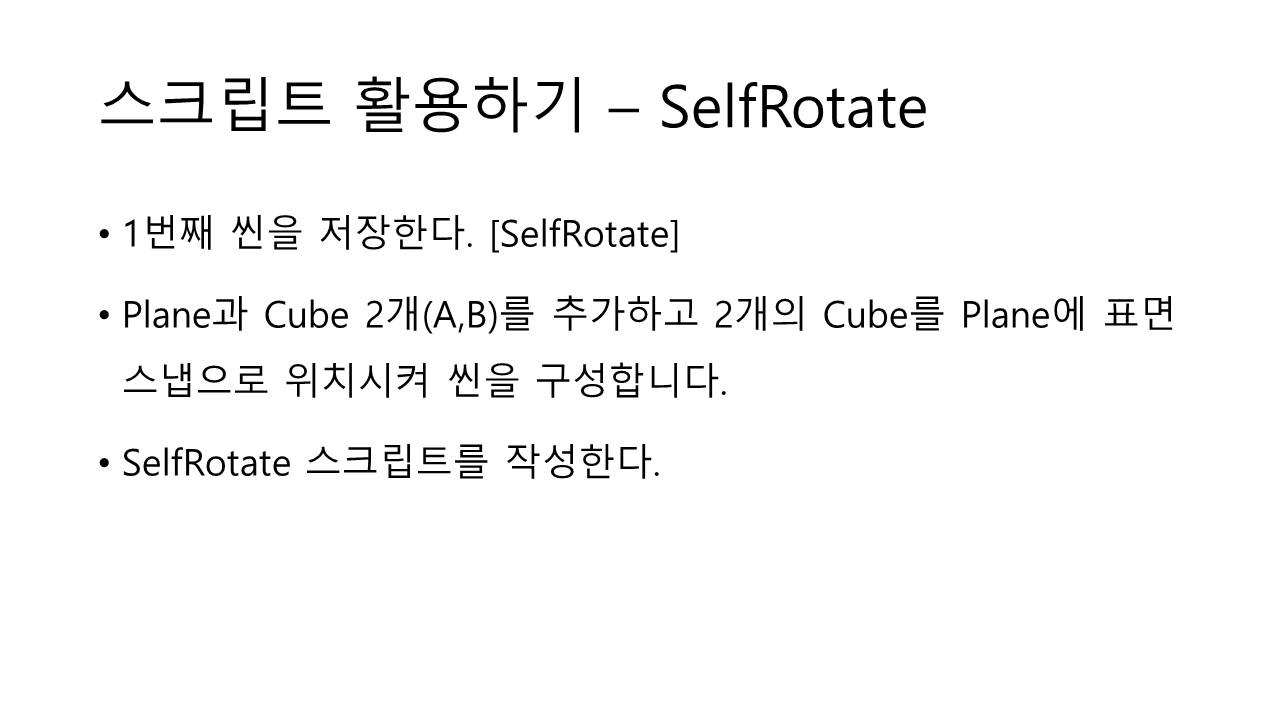 스크립트 활용하기 – SelfRotate
• 1번째 씬을 저장한다. [SelfRotate]
• Plane과 Cube 2개(A,B)를 추가하고 2개의 Cube를 Plane에 표면
스냅으로 위치시켜 씬을 구성합니다.
• SelfRotate 스크립트를 작성한다.